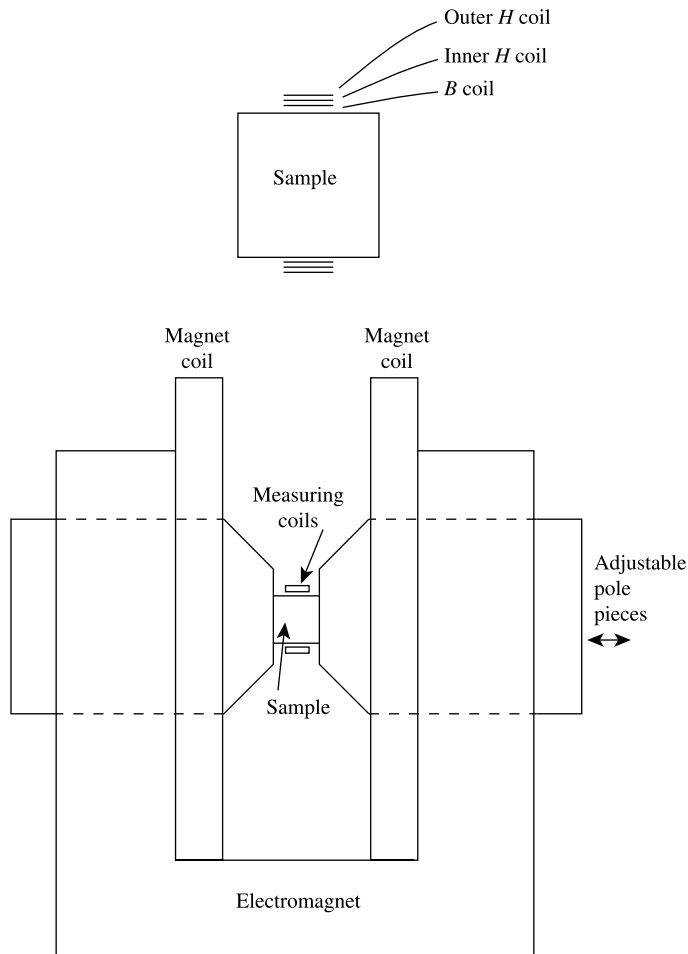 Outer H coil
Inner H coil
B coil
Sample
Magnet
coil
Magnet
coil
Measuring
coils
Adjustable
pole
pieces
Sample
Electromagnet